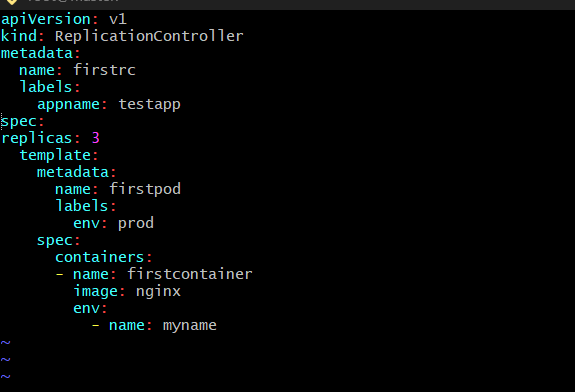 apiVersion: v1
kind: ReplicationController
metadata:
  name: firstrc
  labels:
    appname: testapp
spec:
replicas: 3
  template:
    metadata:
      name: firstpod
      labels:
        env: prod
    spec:
      containers:
      - name: firstcontainer
        image: nginx
        env:
          - name: myname
~
~
~